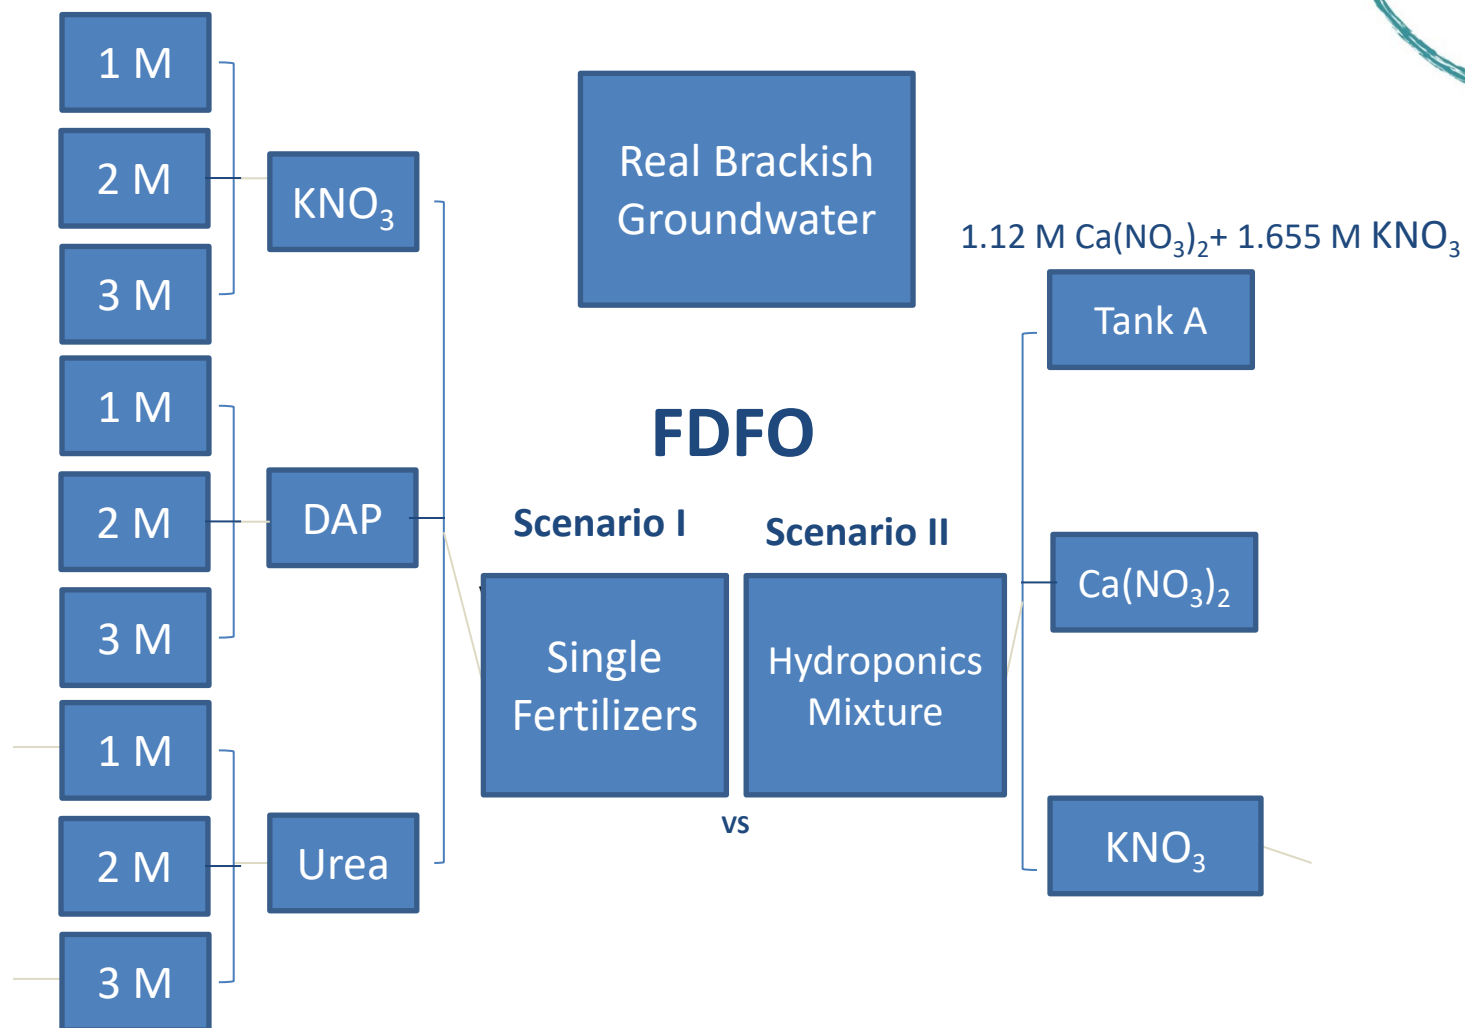 1 M
2 M
3 M
1 M
2 M
3 M
1 M
2 M
3 M
KNO₃
DAP
Urea
Real Brackish
Groundwater
FDFO
Scenario I
Single
Fertilizers
vs
Scenario II
Hydroponics
Mixture
1.12 M Ca(NO₃)₂+ 1.655 M KNO₃
Tank A
Ca(NO₃)₂
KNO₃